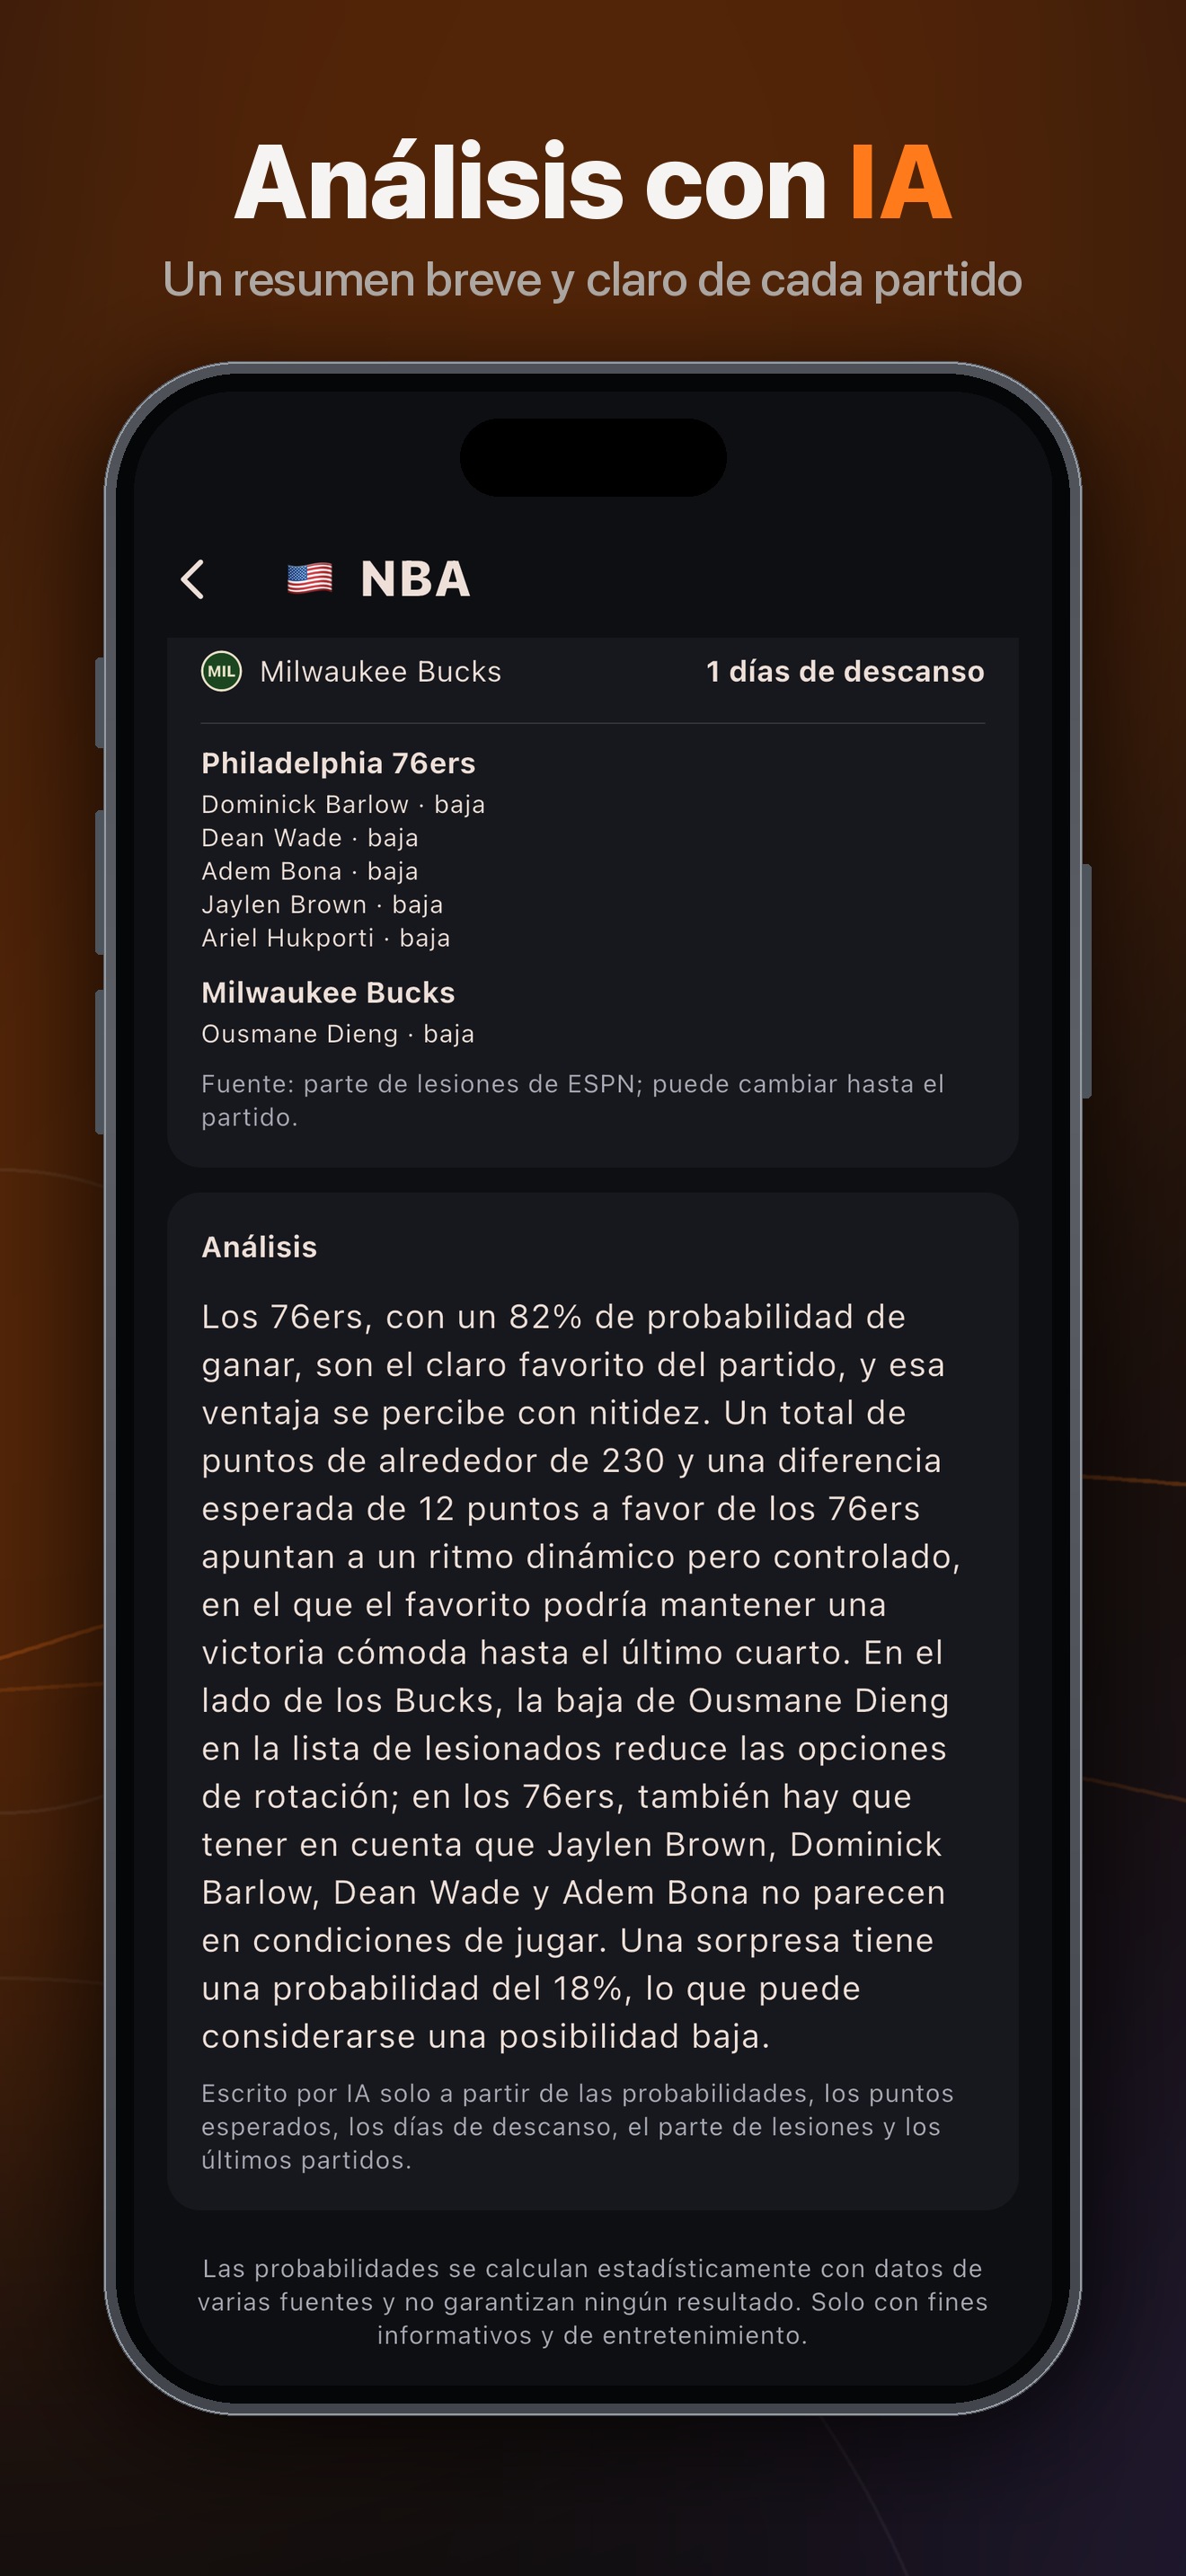 Análisis con IA
Un resumen breve y claro de cada partido
NBA
MIL Milwaukee Bucks 1 días de descanso
Philadelphia 76ers
Dominick Barlow · baja
Dean Wade · baja
Adem Bona · baja
Jaylen Brown · baja
Ariel Hukporti · baja
Milwaukee Bucks
Ousmane Dieng · baja
Fuente: parte de lesiones de ESPN; puede cambiar hasta el
partido.
Análisis
Los 76ers, con un 82% de probabilidad de
ganar, son el claro favorito del partido, y esa
ventaja se percibe con nitidez. Un total de
puntos de alrededor de 230 y una diferencia
esperada de 12 puntos a favor de los 76ers
apuntan a un ritmo dinámico pero controlado,
en el que el favorito podría mantener una
victoria cómoda hasta el último cuarto. En el
lado de los Bucks, la baja de Ousmane Dieng
en la lista de lesionados reduce las opciones
de rotación; en los 76ers, también hay que
tener en cuenta que Jaylen Brown, Dominick
Barlow, Dean Wade y Adem Bona no parecen
en condiciones de jugar. Una sorpresa tiene
una probabilidad del 18%, lo que puede
considerarse una posibilidad baja.
Escrito por IA solo a partir de las probabilidades, los puntos
esperados, los días de descanso, el parte de lesiones y los
últimos partidos.
Las probabilidades se calculan estadísticamente con datos de
varias fuentes y no garantizan ningún resultado. Solo con fines
informativos y de entretenimiento.